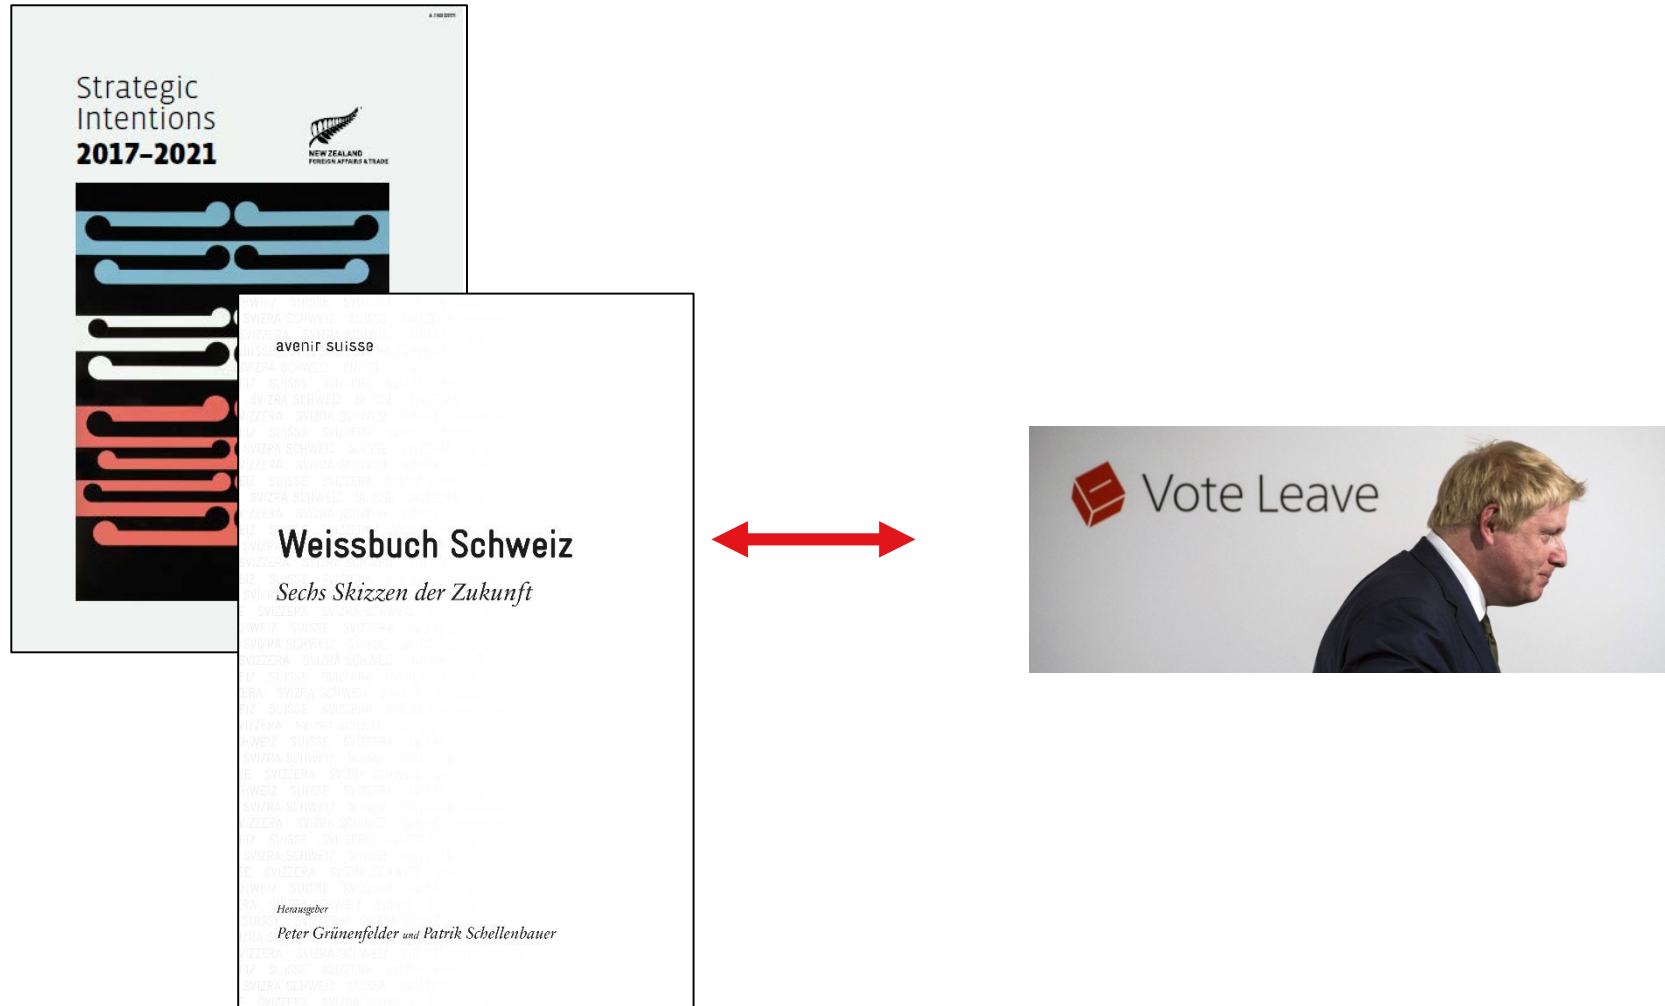 Strategic
Intentions
2017–2021
NEW ZEALAND
FOREIGN AFFAIRS & TRADE
avenir suisse
Weissbuch Schweiz
Sechs Skizzen der Zukunft
Herausgeber
Peter Grünenfelder und Patrik Schellenbauer
Vote Leave